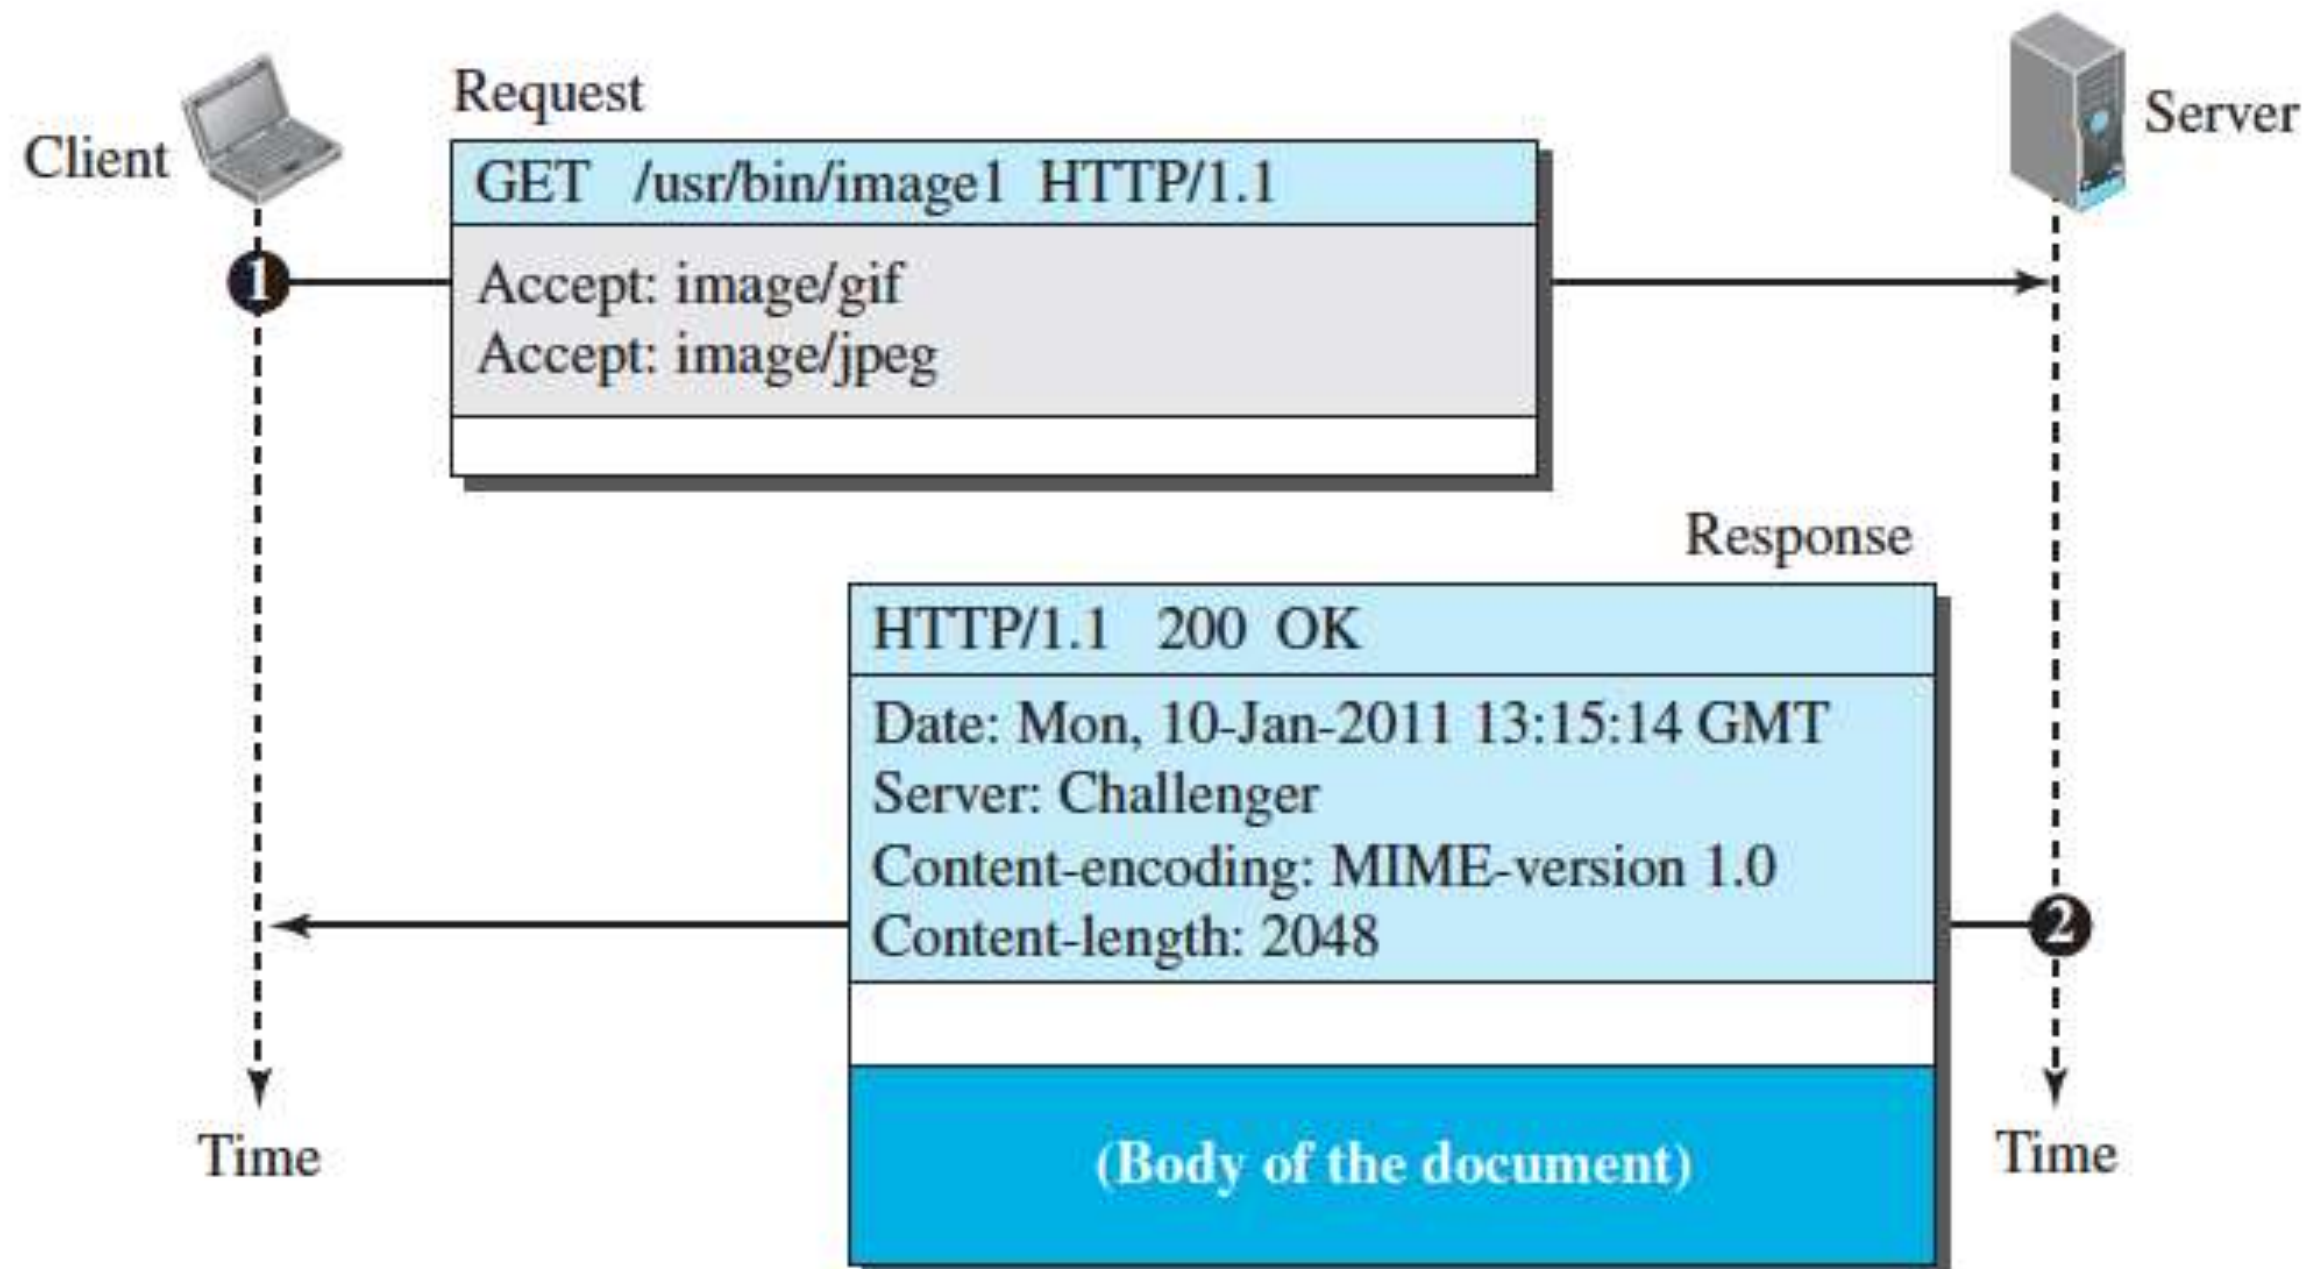 Request
Client
Server
GET /usr/bin/image1 HTTP/1.1
1
Accept: image/gif
Accept: image/jpeg
Response
HTTP/1.1 200 OK
Date: Mon, 10-Jan-2011 13:15:14 GMT
Server: Challenger
Content-encoding: MIME-version 1.0
Content-length: 2048
2
(Body of the document)
Time
Time